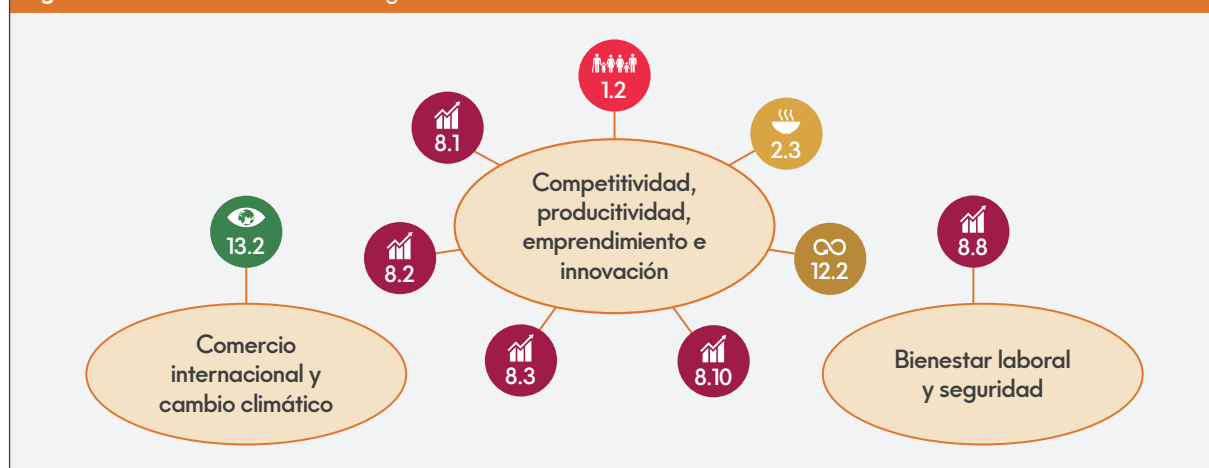 1.2
8.1
2.3
Competitividad,
producitividad,
emprendimiento e
innovación
13.2
8.2
12.2
8.8
8.3
8.10
Comercio
internacional y
cambio climático
Bienestar laboral
y seguridad